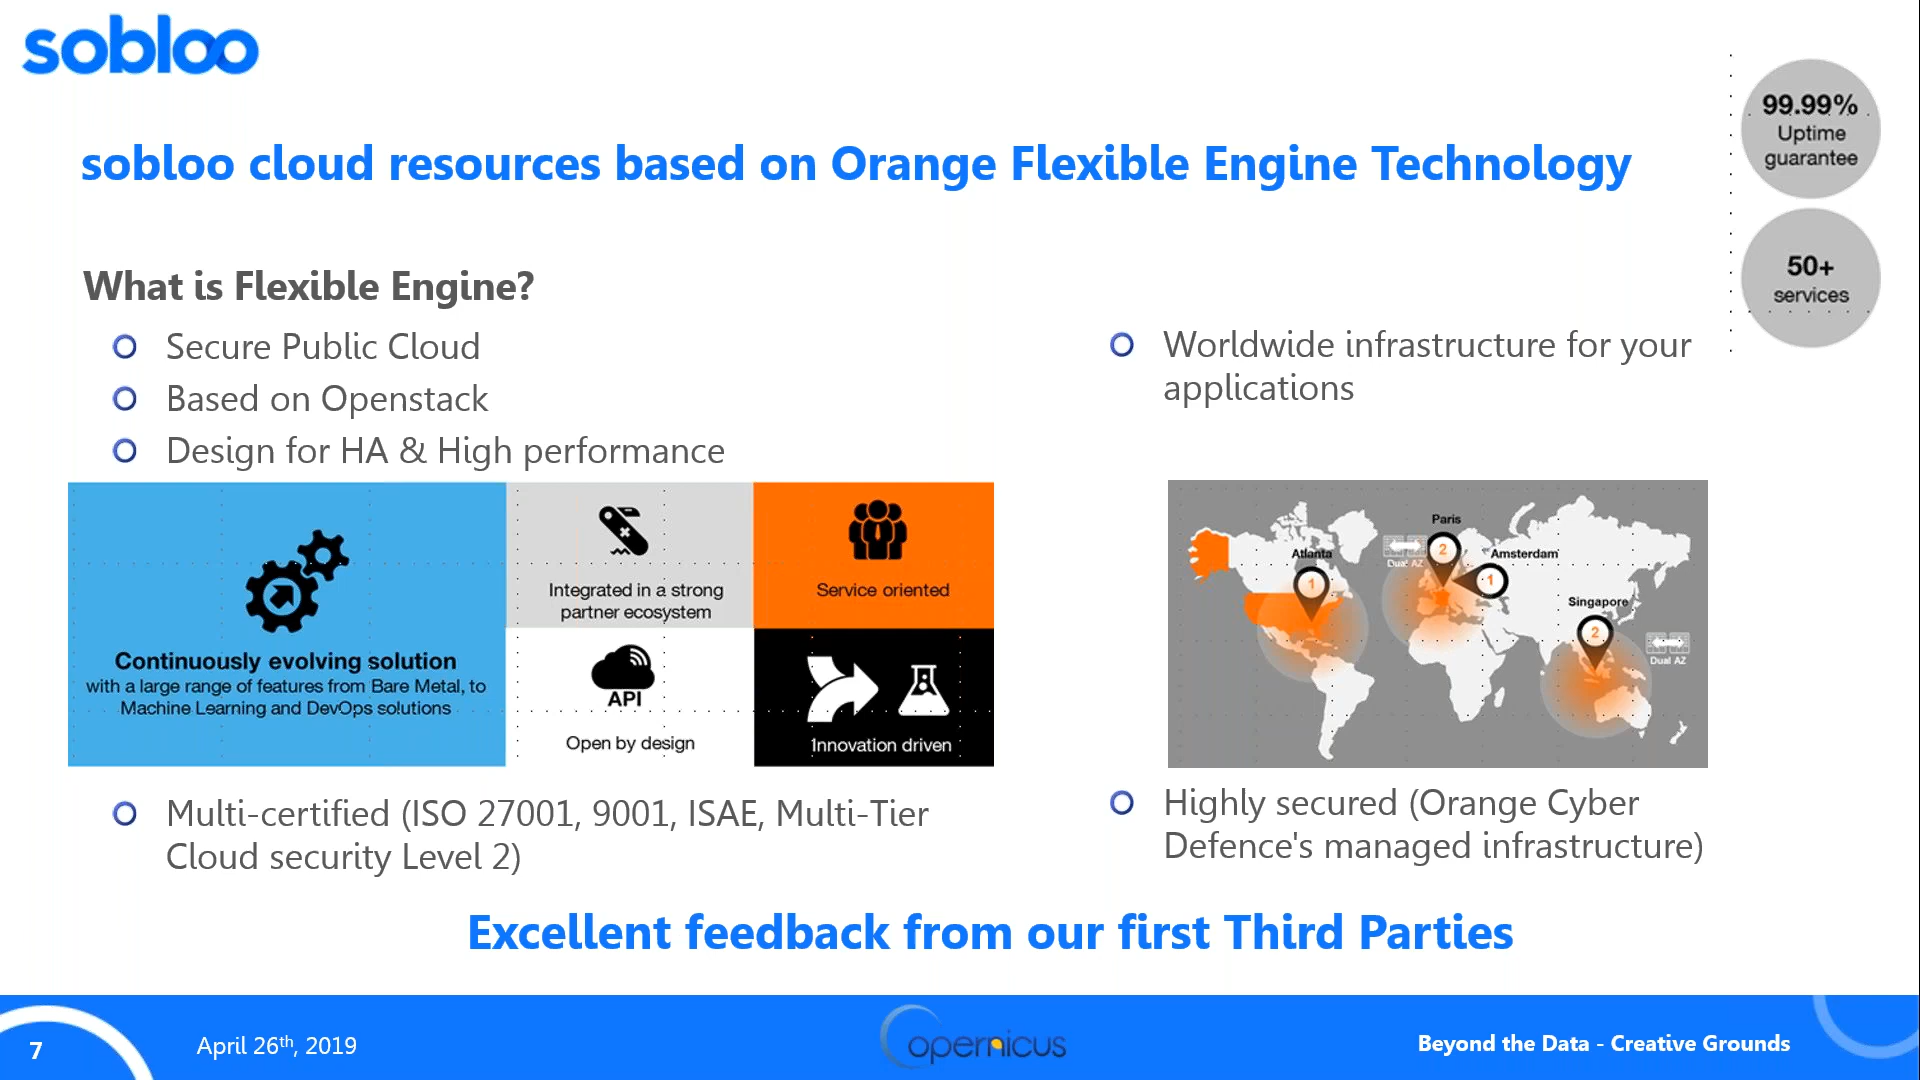 sobloo
99.99%
Uptime
guarantee
50+
services
sobloo cloud resources based on Orange Flexible Engine Technology
What is Flexible Engine?
Secure Public Cloud
Based on Openstack
Design for HA & High performance
Worldwide infrastructure for your
applications
Continuously evolving solution
with a large range of features from Bare Metal, to
Machine Learning and DevOps solutions
Integrated in a strong
partner ecosystem
Service oriented
API
Open by design
Innovation driven
Paris
2
Dual AZ
Atlanta
1
Amsterdam
1
Singapore
2
Dual AZ
Multi-certified (ISO 27001, 9001, ISAE, Multi-Tier
Cloud security Level 2)
Highly secured (Orange Cyber
Defence's managed infrastructure)
Excellent feedback from our first Third Parties
7
April 26th, 2019
opernicus
Beyond the Data - Creative Grounds